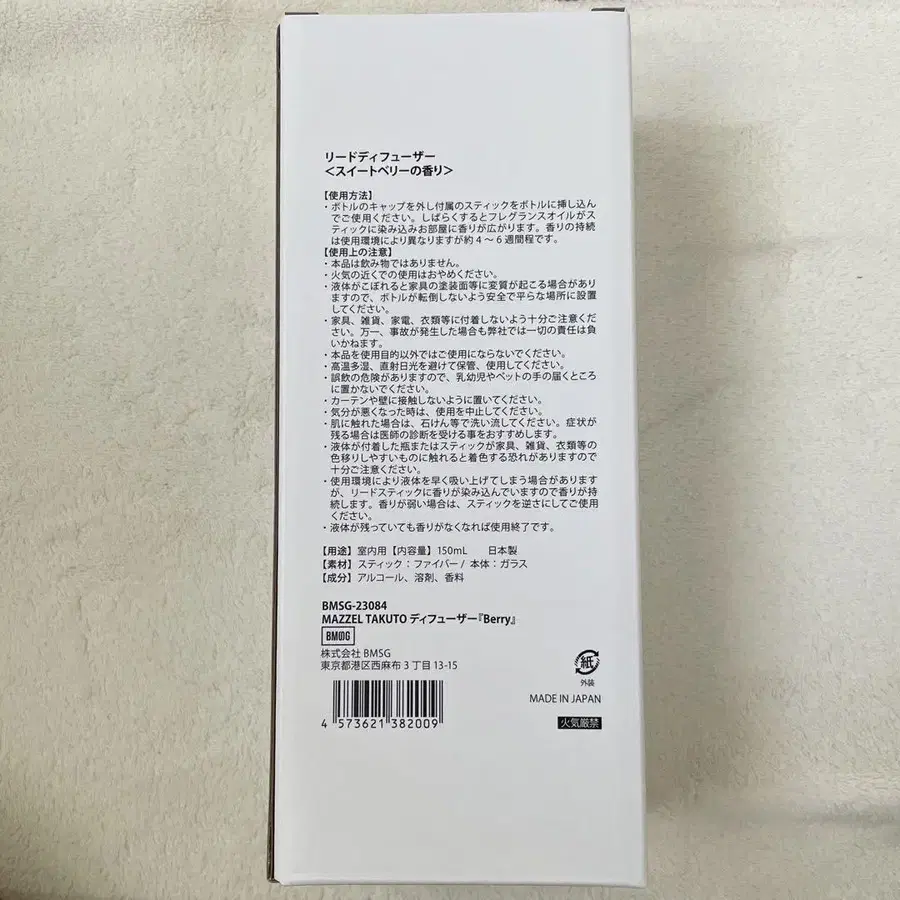 リードディフューザー
＜スイートベリーの香り＞
【使用方法】
・ボトルのキャップを外し付属のスティックをボトルに挿し込ん
でご使用ください。しばらくするとフレグランスオイルがス
ティックに染み込みお部屋に香りが広がります。香りの持続
は使用環境により異なりますが約 4 〜 6 週間程です。
【使用上の注意】
・本品は飲み物ではありません。
・火気の近くでの使用はおやめください。
・液体がこぼれると家具の塗装面等に変質が起こる場合があり
ますので、ボトルが転倒しないよう安全で平らな場所に設置
してください。
・家具、雑貨、家電、衣類等に付着しないよう十分ご注意くださ
い。万一、事故が発生した場合も弊社では一切の責任は負
いかねます。
・本品を使用目的以外ではご使用にならないでください。
・高温多湿、直射日光を避けて保管、使用してください。
・誤飲の危険がありますので、乳幼児やペットの手の届くところ
に置かないでください。
・カーテンや壁に接触しないように置いてください。
・気分が悪くなった時は、使用を中止してください。
・肌に触れた場合は、石けん等で洗い流してください。症状が
残る場合は医師の診断を受ける事をおすすめします。
・液体が付着した瓶またはスティックが家具、雑貨、衣類等の
色移りしやすいものに触れると着色する恐れがありますので
十分ご注意ください。
・使用環境により液体を早く吸い上げてしまう場合があります
が、リードスティックに香りが染み込んでいますので香りが持
続します。香りが弱い場合は、スティックを逆さにしてご使用
ください。
・液体が残っていても香りがなくなれば使用終了です。
【用途】室内用【内容量】150mL 日本製
【素材】スティック：ファイバー / 本体：ガラス
【成分】アルコール、溶剤、香料
BMSG-23084
MAZZEL TAKUTO ディフューザー『Berry』
BMSG
株式会社 BMSG
東京都港区西麻布 3 丁目 13-15
紙
外装
MADE IN JAPAN
4 573621 382009
火気厳禁